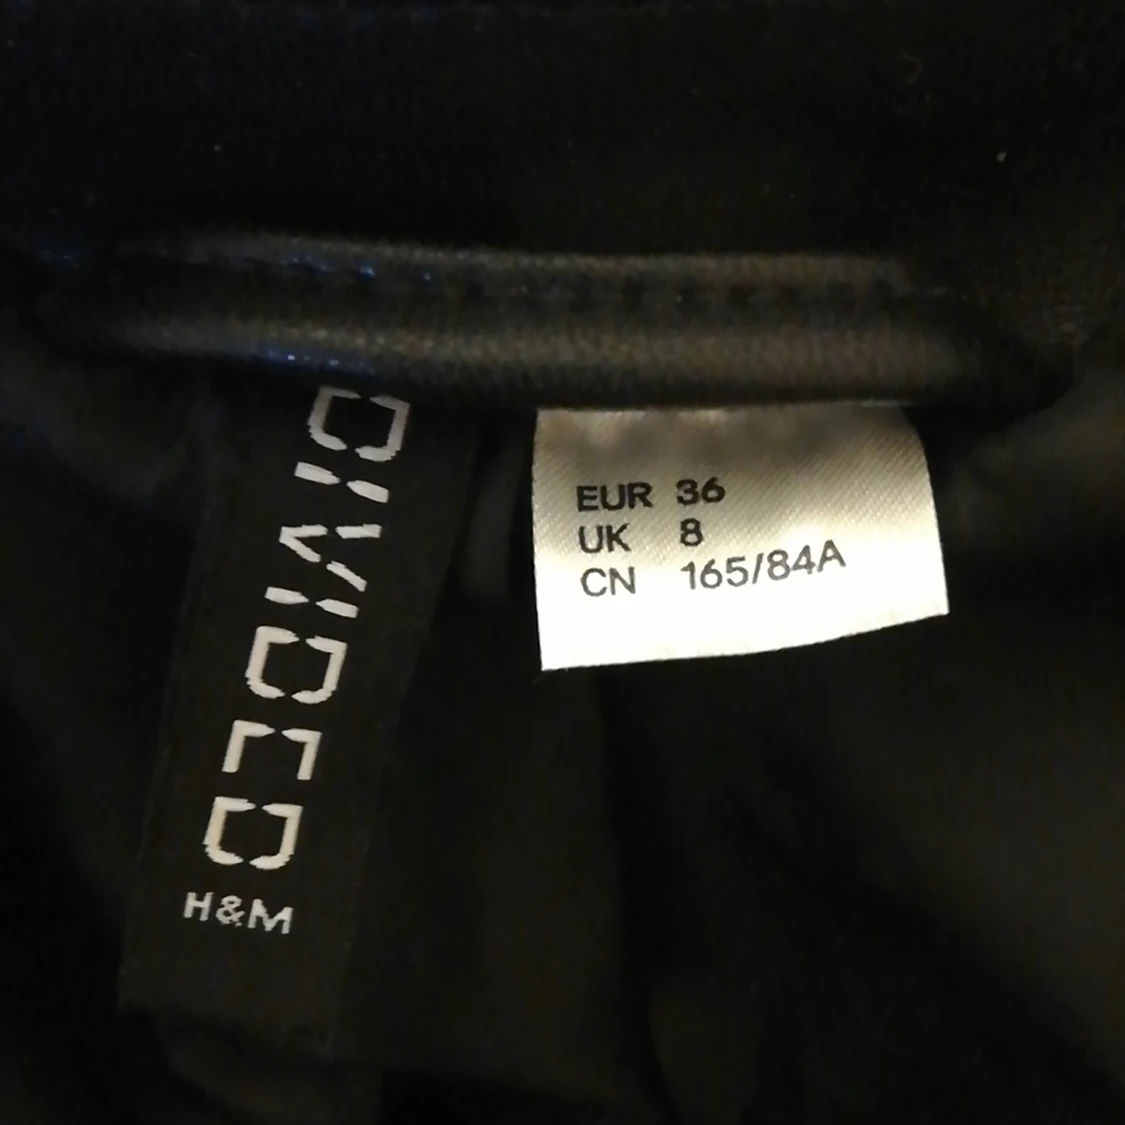 DIVIDED
H&M
EUR 36
UK 8
CN 165/84A